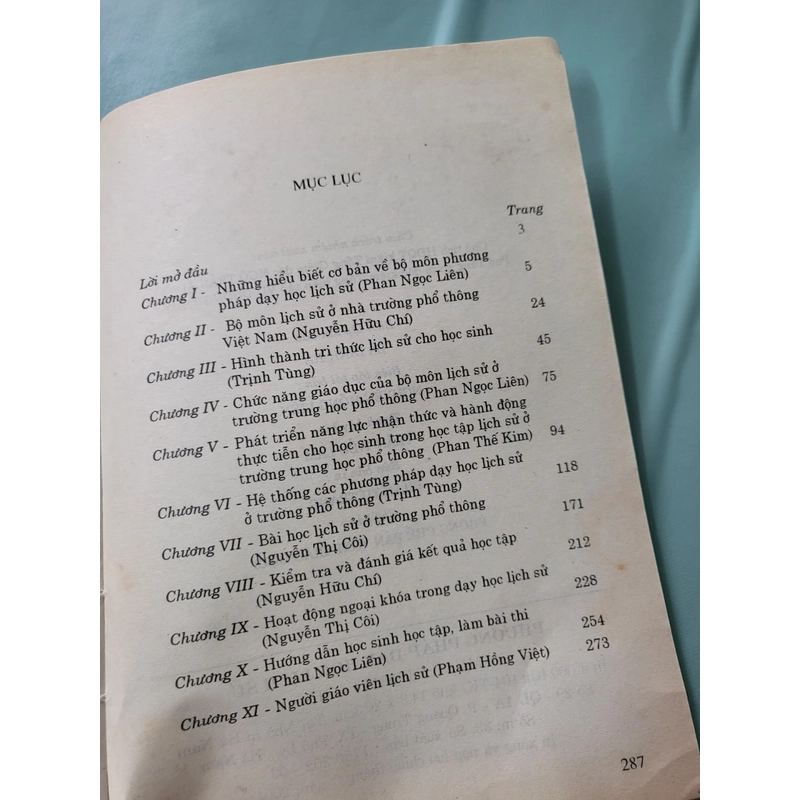 MỤC LỤC
Trang
Lời mở đầu 3
Chương I - Những hiểu biết cơ bản về bộ môn phương
pháp dạy học lịch sử (Phan Ngọc Liên) 5
Chương II - Bộ môn lịch sử ở nhà trường phổ thông
Việt Nam (Nguyễn Hữu Chí) 24
Chương III - Hình thành tri thức lịch sử cho học sinh
(Trịnh Tùng) 45
Chương IV - Chức năng giáo dục của bộ môn lịch sử ở
trường trung học phổ thông (Phan Ngọc Liên) 75
Chương V - Phát triển năng lực nhận thức và hành động
thực tiễn cho học sinh trong học tập lịch sử ở
trường trung học phổ thông (Phan Thế Kim) 94
Chương VI - Hệ thống các phương pháp dạy học lịch sử
ở trường phổ thông (Trịnh Tùng) 118
Chương VII - Bài học lịch sử ở trường phổ thông
(Nguyễn Thị Côi) 171
Chương VIII - Kiểm tra và đánh giá kết quả học tập
(Nguyễn Hữu Chí) 212
Chương IX - Hoạt động ngoại khóa trong dạy học lịch sử
(Nguyễn Thị Côi) 228
Chương X - Hướng dẫn học sinh học tập, làm bài thi
(Phan Ngọc Liên) 254
Chương XI - Người giáo viên lịch sử (Phạm Hồng Việt) 273
287